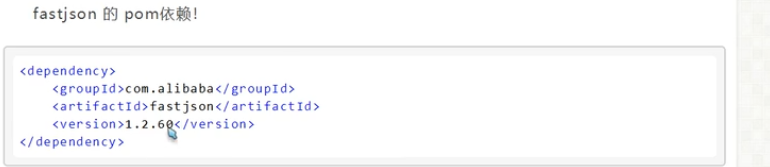 fastjson 的 pom依赖!
<dependency>
    <groupId>com.alibaba</groupId>
    <artifactId>fastjson</artifactId>
    <version>1.2.60</version>
</dependency>